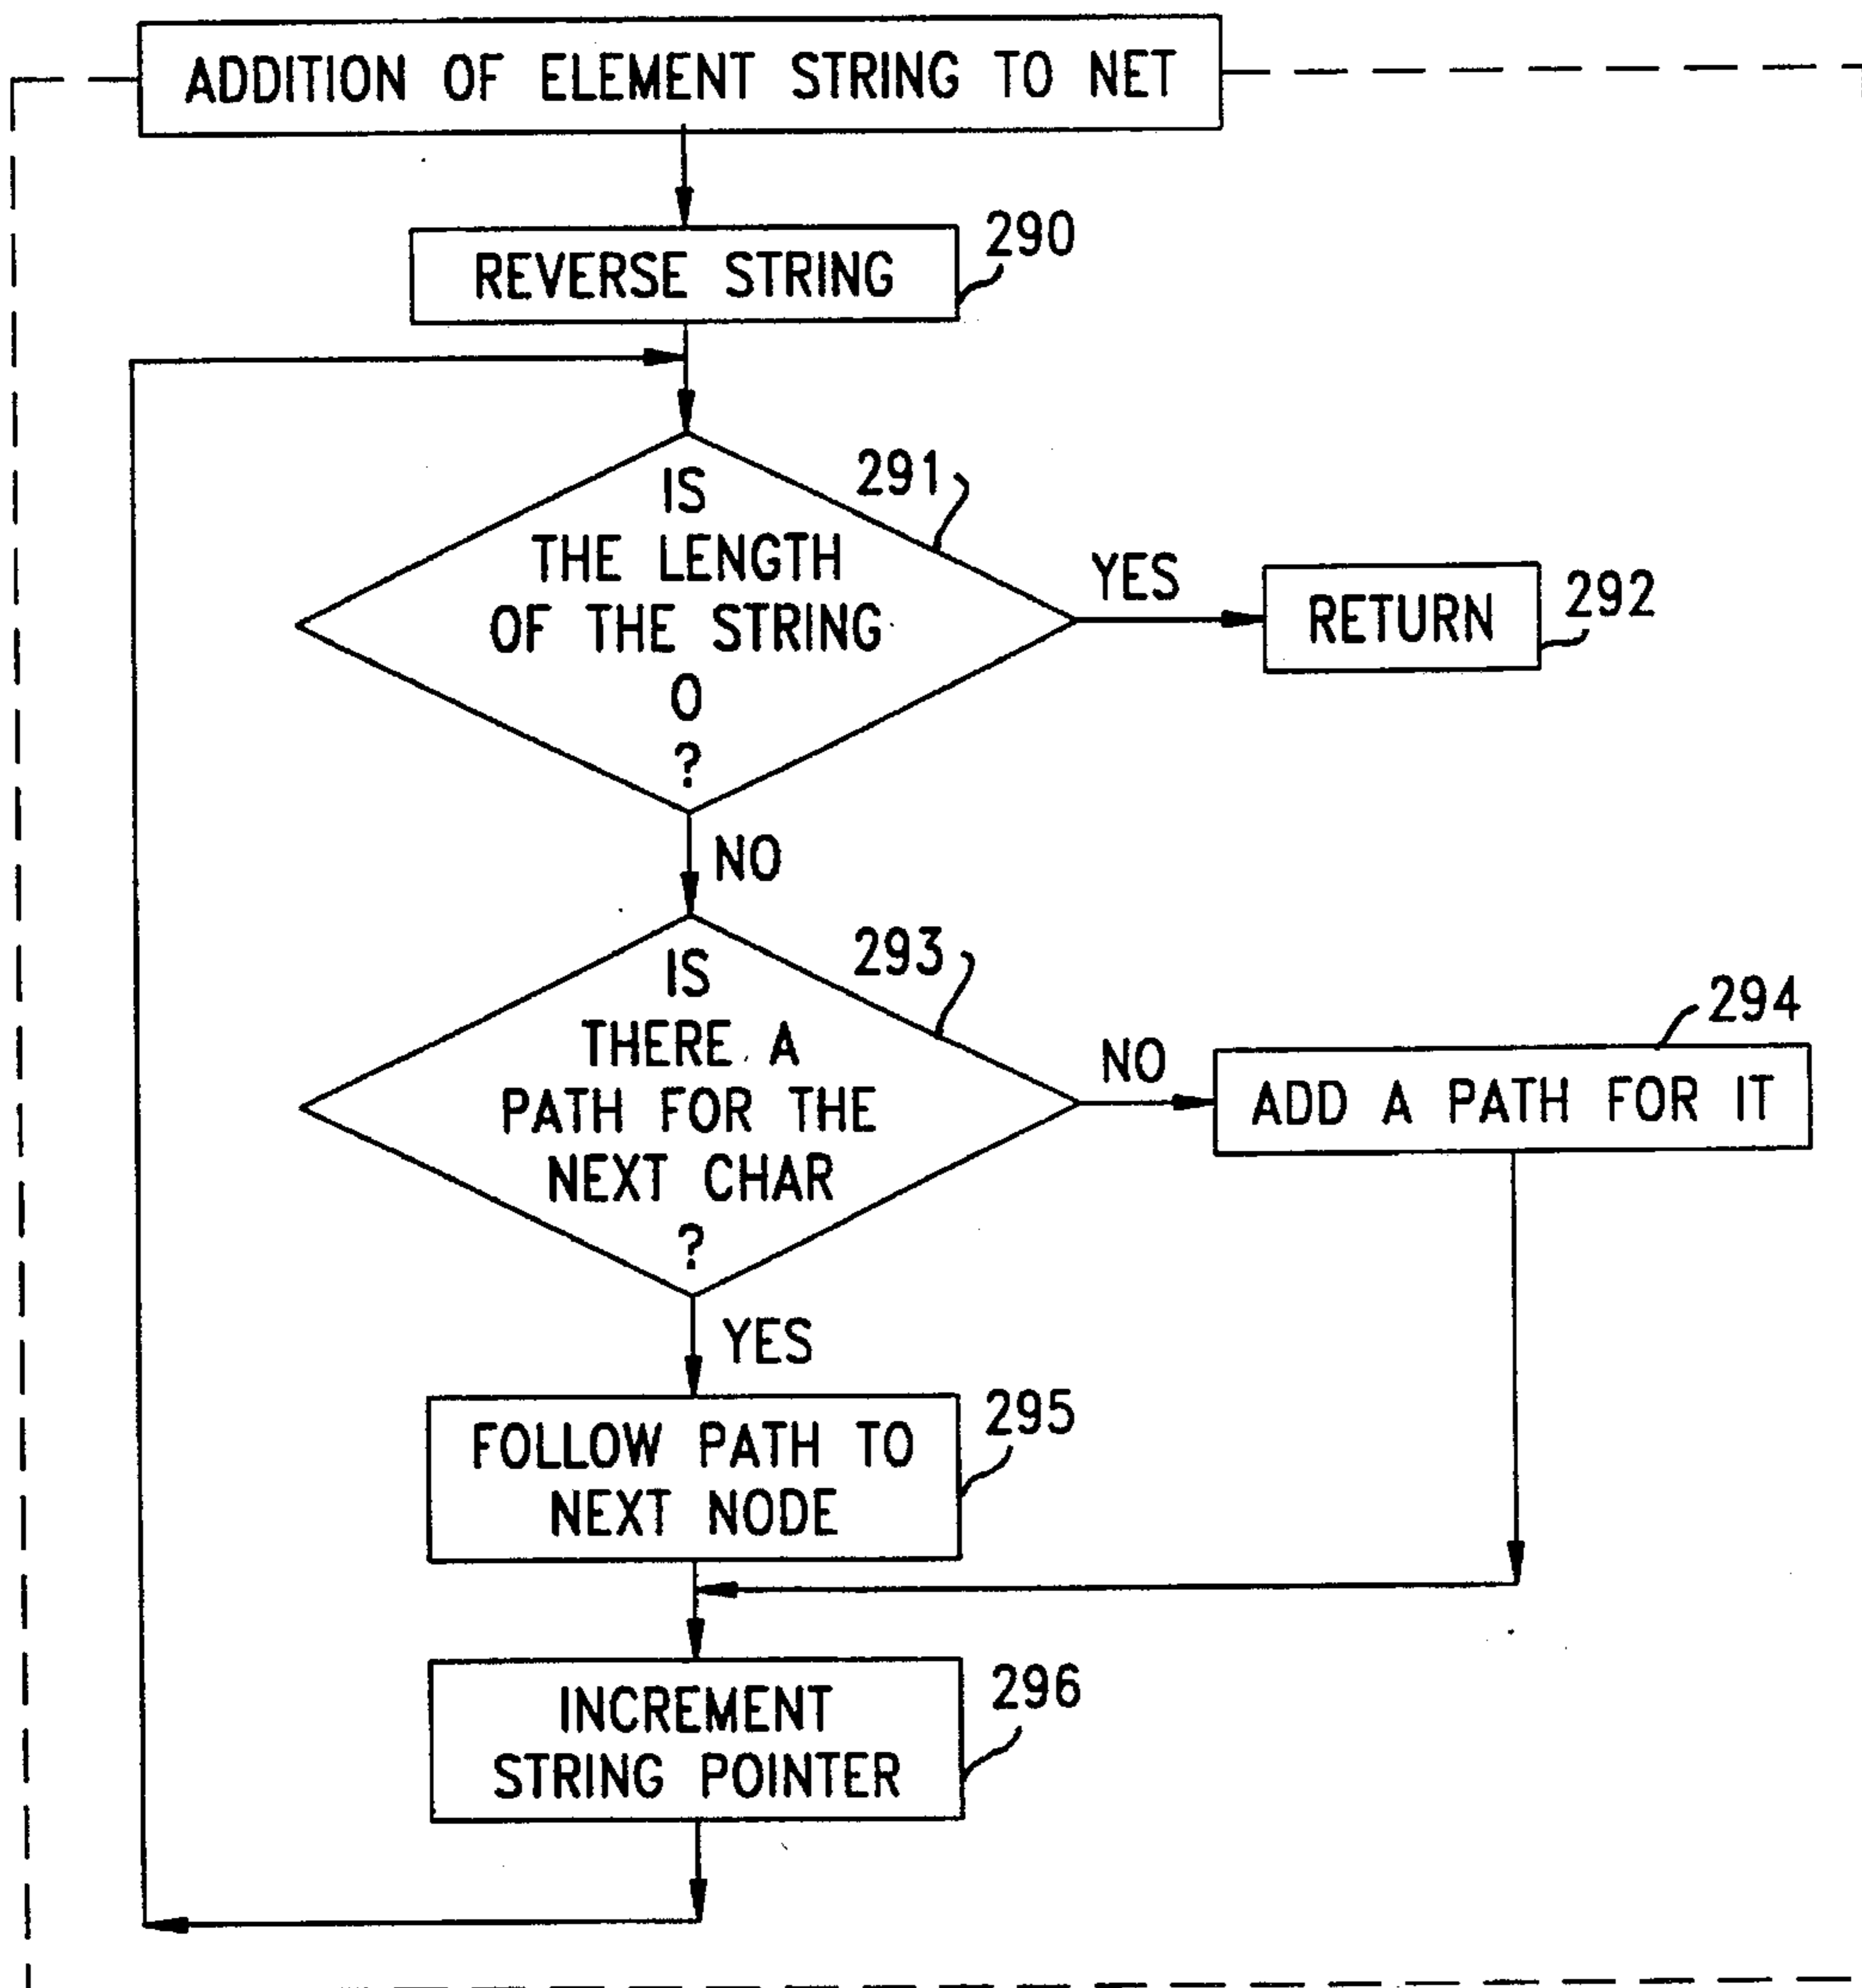 ADDITION OF ELEMENT STRING TO NET
REVERSE STRING
290
IS
THE LENGTH
OF THE STRING
0
?
291
YES
RETURN
292
NO
IS
THERE A
PATH FOR THE
NEXT CHAR
?
293
NO
ADD A PATH FOR IT
294
YES
FOLLOW PATH TO
NEXT NODE
295
INCREMENT
STRING POINTER
296